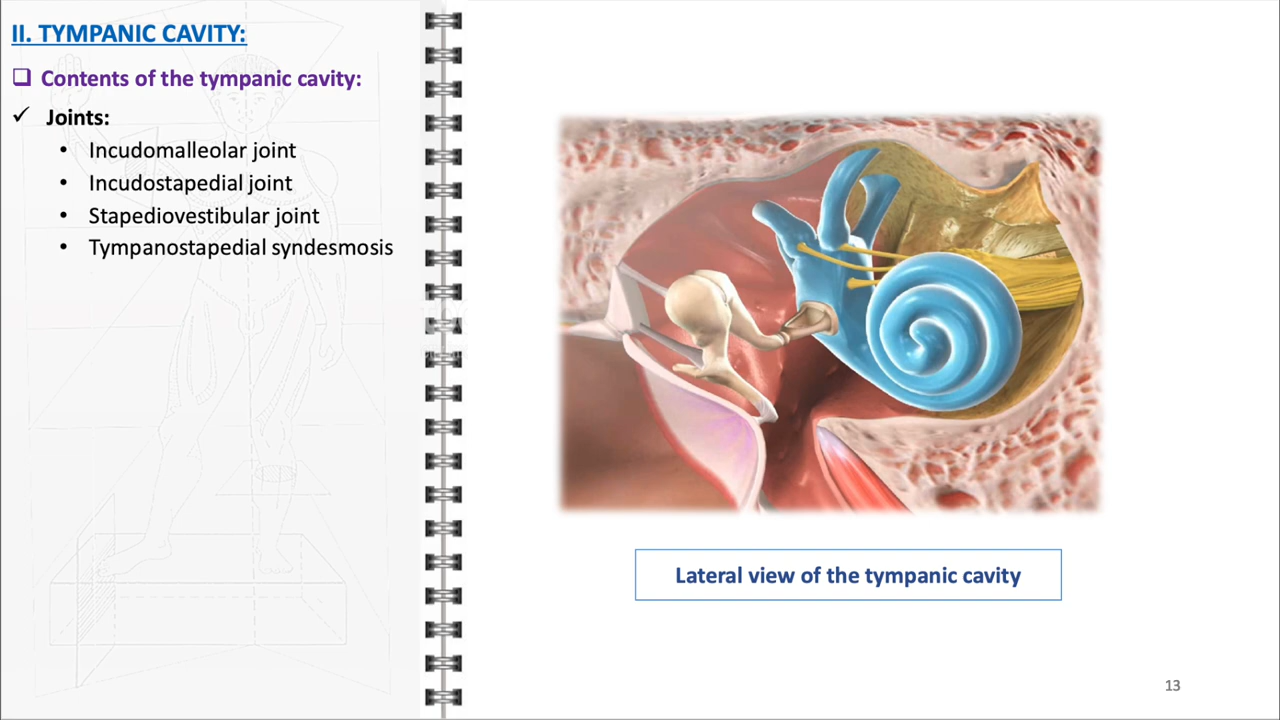 II. TYMPANIC CAVITY:
❑ Contents of the tympanic cavity:
✓ Joints:
• Incudomalleolar joint
• Incudostapedial joint
• Stapediovestibular joint
• Tympanostapedial syndesmosis
Lateral view of the tympanic cavity
13